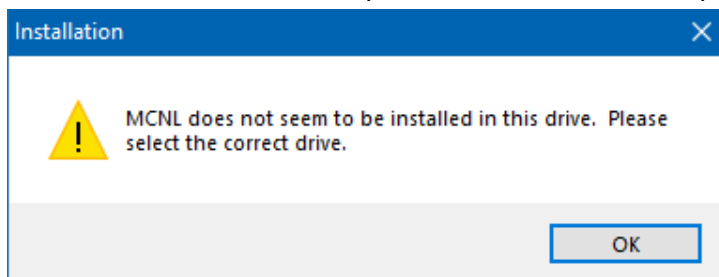 Installation
MCNL does not seem to be installed in this drive.  Please
select the correct drive.
OK